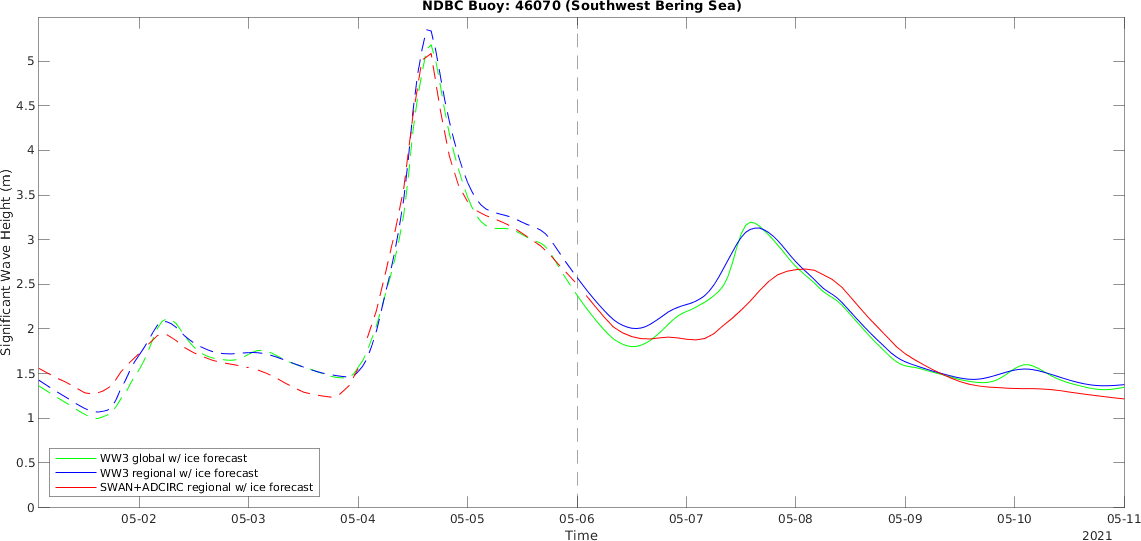 NDBC Buoy: 46070 (Southwest Bering Sea)
Significant Wave Height (m)
5
4.5
4
3.5
3
2.5
2
1.5
1
0.5
0
WW3 global w/ ice forecast
WW3 regional w/ ice forecast
SWAN+ADCIRC regional w/ ice forecast
05-02 05-03 05-04 05-05 05-06 05-07 05-08 05-09 05-10 05-11
Time
2021